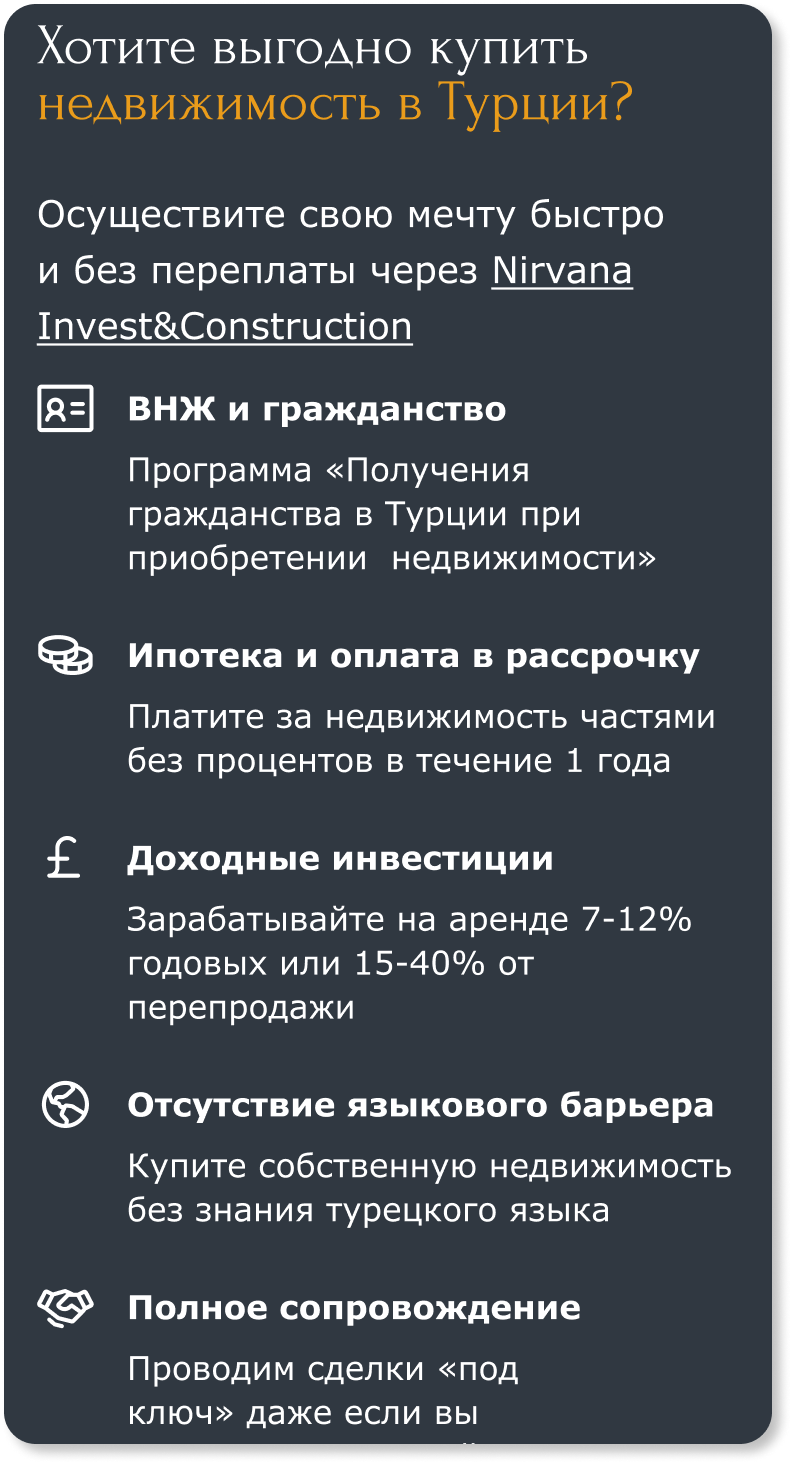 Хотите выгодно купить
недвижимость в Турции?
Осуществите свою мечту быстро
и без переплаты через Nirvana
Invest&Construction
ВНЖ и гражданство
Программа «Получения
гражданства в Турции при
приобретении  недвижимости»
Ипотека и оплата в рассрочку
Платите за недвижимость частями
без процентов в течение 1 года
Доходные инвестиции
Зарабатывайте на аренде 7-12%
годовых или 15-40% от
перепродажи
Отсутствие языкового барьера
Купите собственную недвижимость
без знания турецкого языка
Полное сопровождение
Проводим сделки «под
ключ» даже если вы